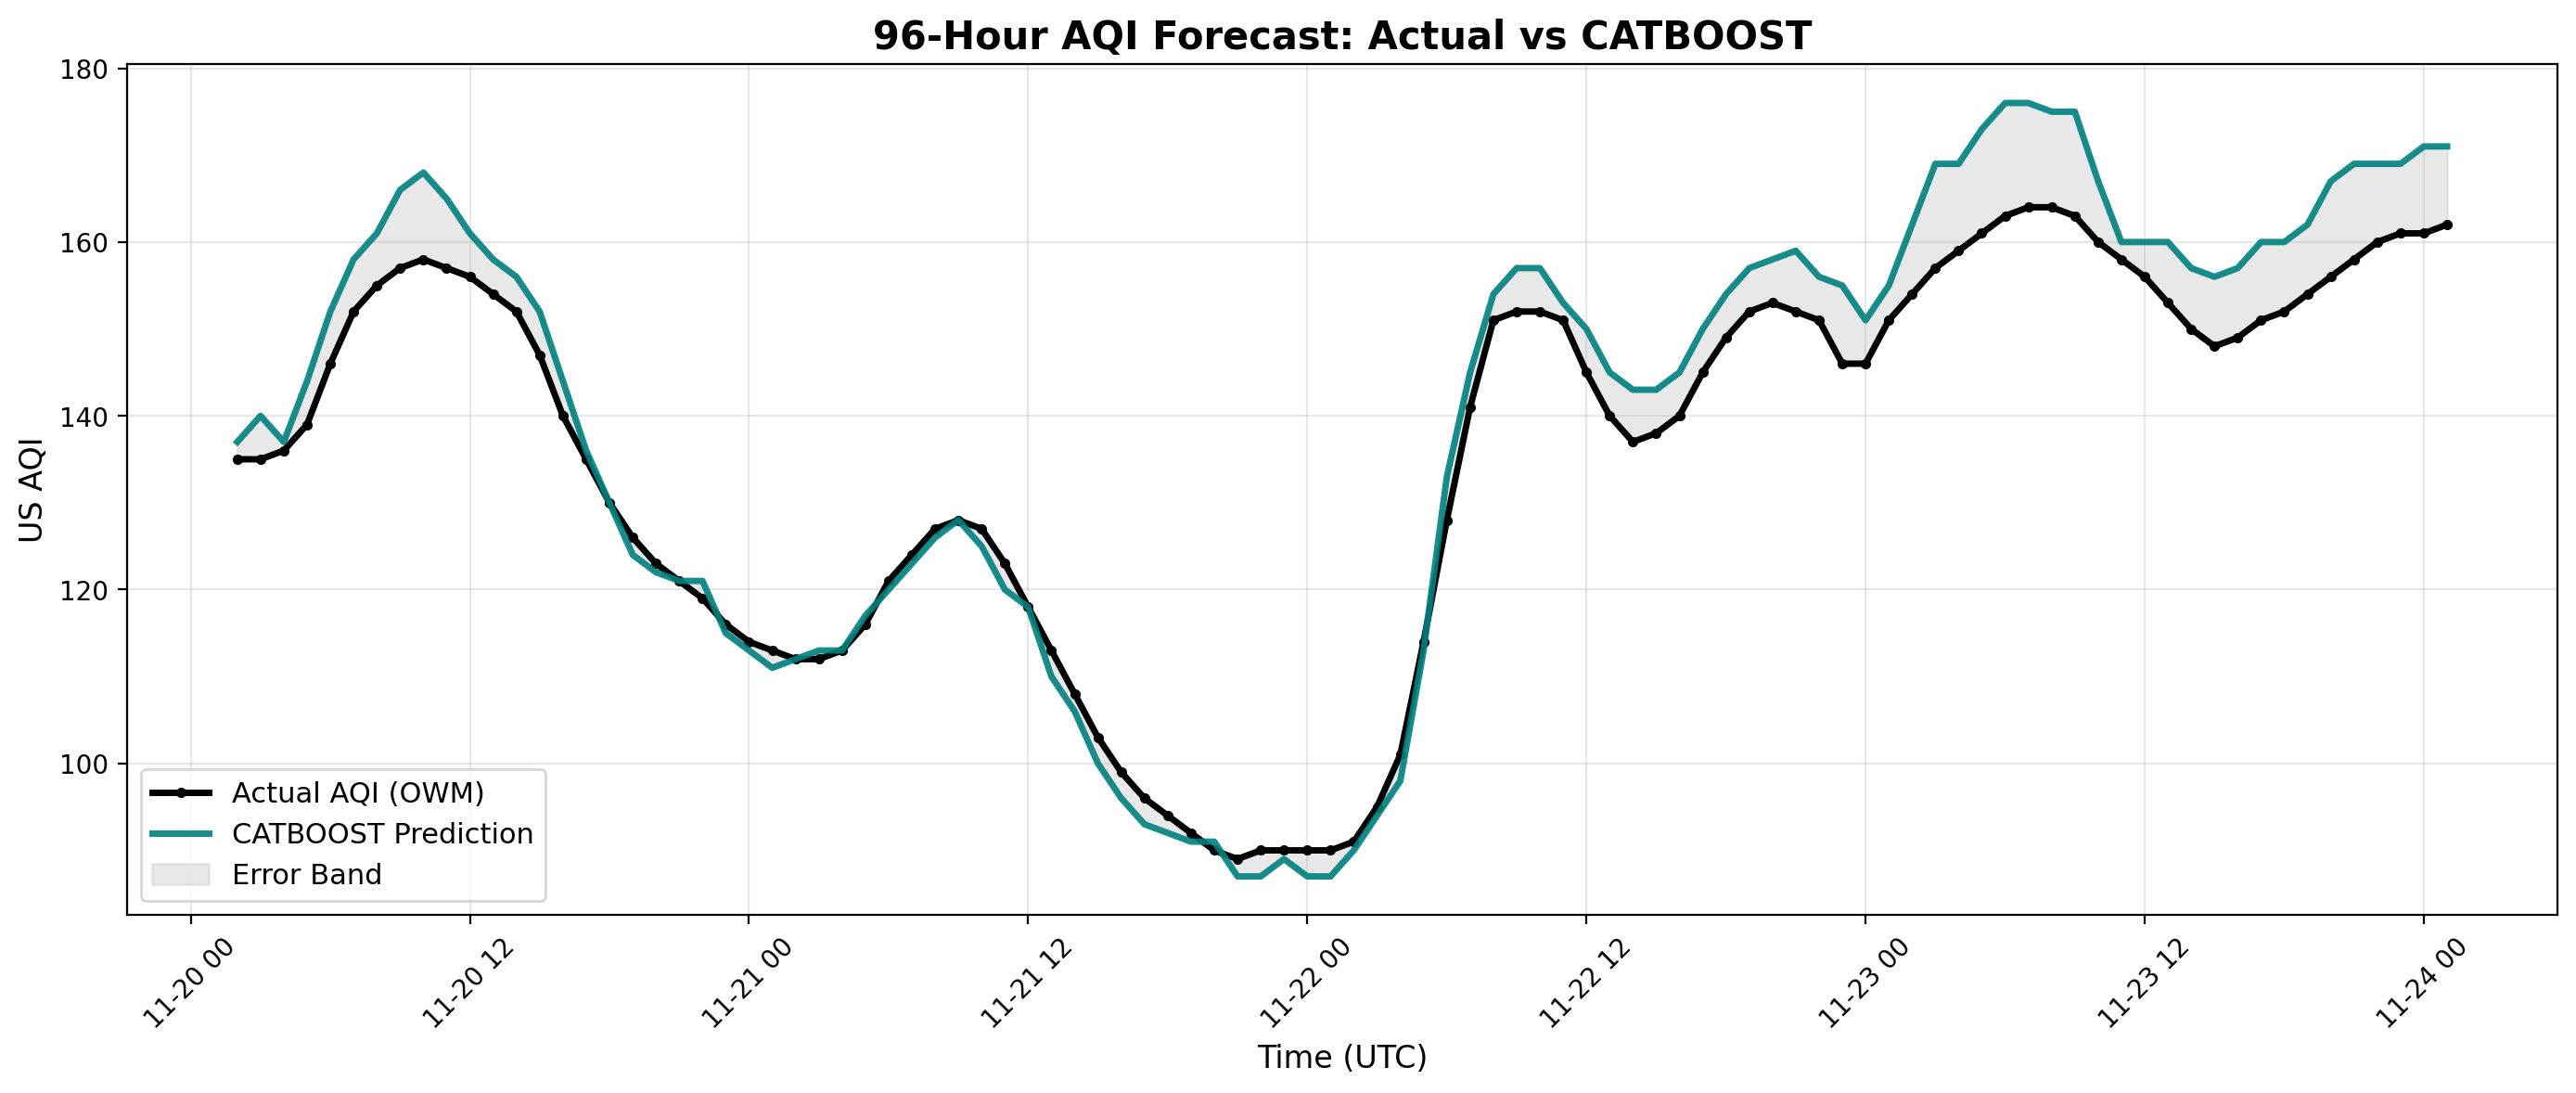 96-Hour AQI Forecast: Actual vs CATBOOST
US AQI
180
160
140
120
100
Actual AQI (OWM)
CATBOOST Prediction
Error Band
11-20 00
11-20 12
11-21 00
11-21 12
11-22 00
11-22 12
11-23 00
11-23 12
11-24 00
Time (UTC)